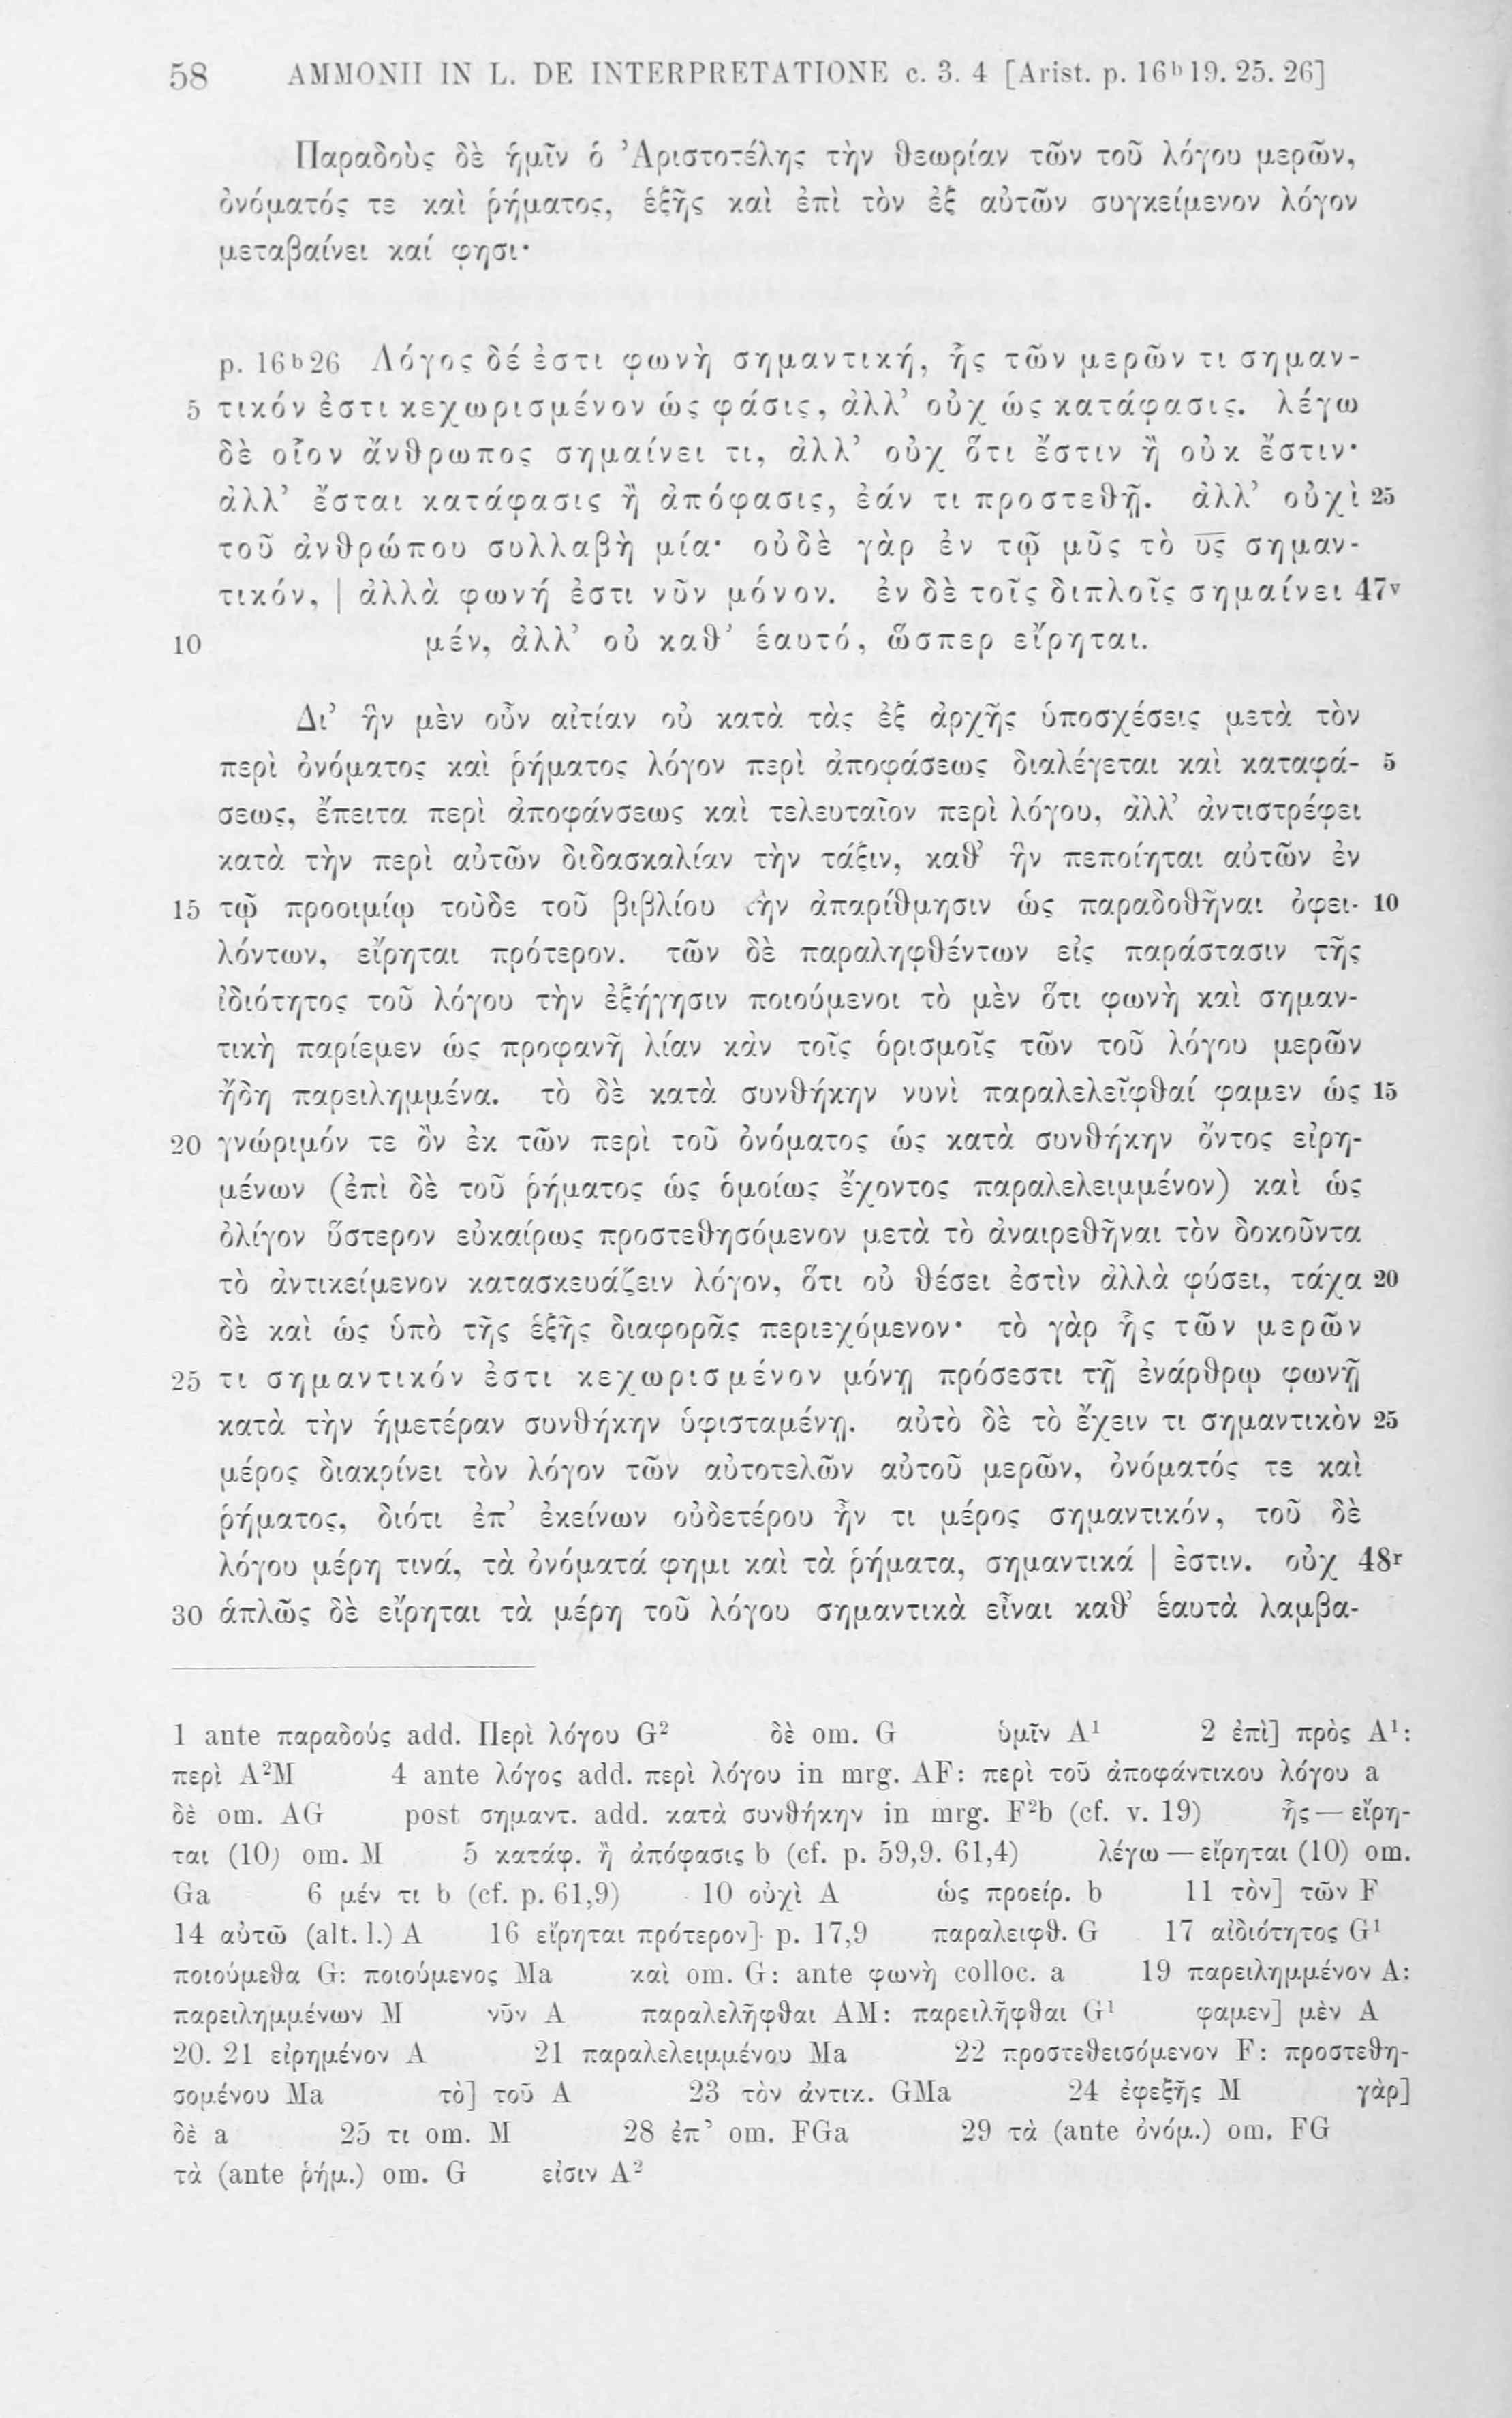 58 AMMONII IN L. DE INTERPRETATIONE c. 3. 4 [Arist. p. 16b 19. 25. 26]
Παραδοὺς δὲ ἡμῖν ὁ Ἀριστοτέλης τὴν θεωρίαν τῶν τοῦ λόγου μερῶν,
ὀνόματός τε καὶ ῥήματος, ἑξῆς καὶ ἐπὶ τὸν ἐξ αὐτῶν συγκείμενον λόγον
μεταβαίνει καί φησι·
p. 16b26 Λόγος δέ ἐστι φωνὴ σημαντική, ἧς τῶν μερῶν τι σημαν-
5 τικόν ἐστι κεχωρισμένον ὡς φάσις, ἀλλ’ οὐχ ὡς κατάφασις. λέγω
δὲ οἷον ἄνθρωπος σημαίνει τι, ἀλλ’ οὐχ ὅτι ἔστιν ἢ οὐκ ἔστιν·
ἀλλ’ ἔσται κατάφασις ἢ ἀπόφασις, ἐάν τι προστεθῇ. ἀλλ’ οὐχὶ 25
τοῦ ἀνθρώπου συλλαβὴ μία· οὐδὲ γὰρ ἐν τῷ μῦς τὸ υς σημαν-
τικόν, | ἀλλὰ φωνή ἐστι νῦν μόνον. ἐν δὲ τοῖς διπλοῖς σημαίνει 47v
10 μέν, ἀλλ’ οὐ καθ’ ἑαυτό, ὥσπερ εἴρηται.
Δι’ ἣν μὲν οὖν αἰτίαν οὐ κατὰ τὰς ἐξ ἀρχῆς ὑποσχέσεις μετὰ τὸν
περὶ ὀνόματος καὶ ῥήματος λόγον περὶ ἀποφάσεως διαλέγεται καὶ καταφά- 5
σεως, ἔπειτα περὶ ἀποφάνσεως καὶ τελευταῖον περὶ λόγου, ἀλλ’ ἀντιστρέφει
κατὰ τὴν περὶ αὐτῶν διδασκαλίαν τὴν τάξιν, καθ’ ἣν πεποίηται αὐτῶν ἐν
15 τῷ προοιμίῳ τοῦδε τοῦ βιβλίου τὴν ἀπαρίθμησιν ὡς παραδοθῆναι ὀφει- 10
λόντων, εἴρηται πρότερον. τῶν δὲ παραληφθέντων εἰς παράστασιν τῆς
ἰδιότητος τοῦ λόγου τὴν ἐξήγησιν ποιούμενοι τὸ μὲν ὅτι φωνὴ καὶ σημαν-
τικὴ παρίεμεν ὡς προφανῆ λίαν κἀν τοῖς ὁρισμοῖς τῶν τοῦ λόγου μερῶν
ἤδη παρειλημμένα. τὸ δὲ κατὰ συνθήκην νυνὶ παραλελεῖφθαί φαμεν ὡς 15
20 γνώριμόν τε ὂν ἐκ τῶν περὶ τοῦ ὀνόματος ὡς κατὰ συνθήκην ὄντος εἰρη-
μένων (ἐπὶ δὲ τοῦ ῥήματος ὡς ὁμοίως ἔχοντος παραλελειμμένον) καὶ ὡς
ὀλίγον ὕστερον εὐκαίρως προστεθησόμενον μετὰ τὸ ἀναιρεθῆναι τὸν δοκοῦντα
τὸ ἀντικείμενον κατασκευάζειν λόγον, ὅτι οὐ θέσει ἐστὶν ἀλλὰ φύσει, τάχα 20
δὲ καὶ ὡς ὑπὸ τῆς ἑξῆς διαφορᾶς περιεχόμενον· τὸ γὰρ ἧς τῶν μερῶν
25 τι σημαντικόν ἐστι κεχωρισμένον μόνῃ πρόσεστι τῇ ἐνάρθρῳ φωνῇ
κατὰ τὴν ἡμετέραν συνθήκην ὑφισταμένῃ. αὐτὸ δὲ τὸ ἔχειν τι σημαντικὸν 25
μέρος διακρίνει τὸν λόγον τῶν αὐτοτελῶν αὐτοῦ μερῶν, ὀνόματός τε καὶ
ῥήματος, διότι ἐπ’ ἐκείνων οὐδετέρου ἦν τι μέρος σημαντικόν, τοῦ δὲ
λόγου μέρη τινά, τὰ ὀνόματά φημι καὶ τὰ ῥήματα, σημαντικά | ἐστιν. οὐχ 48r
30 ἁπλῶς δὲ εἴρηται τὰ μέρη τοῦ λόγου σημαντικὰ εἶναι καθ’ ἑαυτὰ λαμβα-
1 ante παραδούς add. Περὶ λόγου G² δὲ om. G ὑμῖν A¹ 2 ἐπὶ] πρὸς A¹:
περὶ A²M 4 ante λόγος add. περὶ λόγου in mrg. AF: περὶ τοῦ ἀποφάντικου λόγου a
δὲ om. AG post σημαντ. add. κατὰ συνθήκην in mrg. F²b (cf. v. 19) ἧς — εἴρη-
ται (10) om. M 5 κατάφ. ἢ ἀπόφασις b (cf. p. 59,9. 61,4) λέγω — εἴρηται (10) om.
Ga 6 μέν τι b (cf. p. 61,9) 10 οὐχὶ A ὡς προείρ. b 11 τὸν] τῶν F
14 αὐτῶ (alt. l.) A 16 εἴρηται πρότερον] p. 17,9 παραλειφθ. G 17 αἰδιότητος G¹
ποιούμεθα G: ποιούμενος Ma καὶ om. G: ante φωνὴ colloc. a 19 παρειλημμένον A:
παρειλημμένων M νῦν A παραλελῆφθαι AM: παρειλῆφθαι G¹ φαμεν] μὲν A
20. 21 εἰρημένον A 21 παραλελειμμένου Ma 22 προστεθεισόμενον F: προστεθη-
σομένου Ma τὸ] τοῦ A 23 τὸν ἀντικ. GMa 24 ἐφεξῆς M γὰρ]
δὲ a 25 τι om. M 28 ἐπ’ om. FGa 29 τὰ (ante ὀνόμ.) om. FG
τὰ (ante ῥήμ.) om. G εἰσιν A²